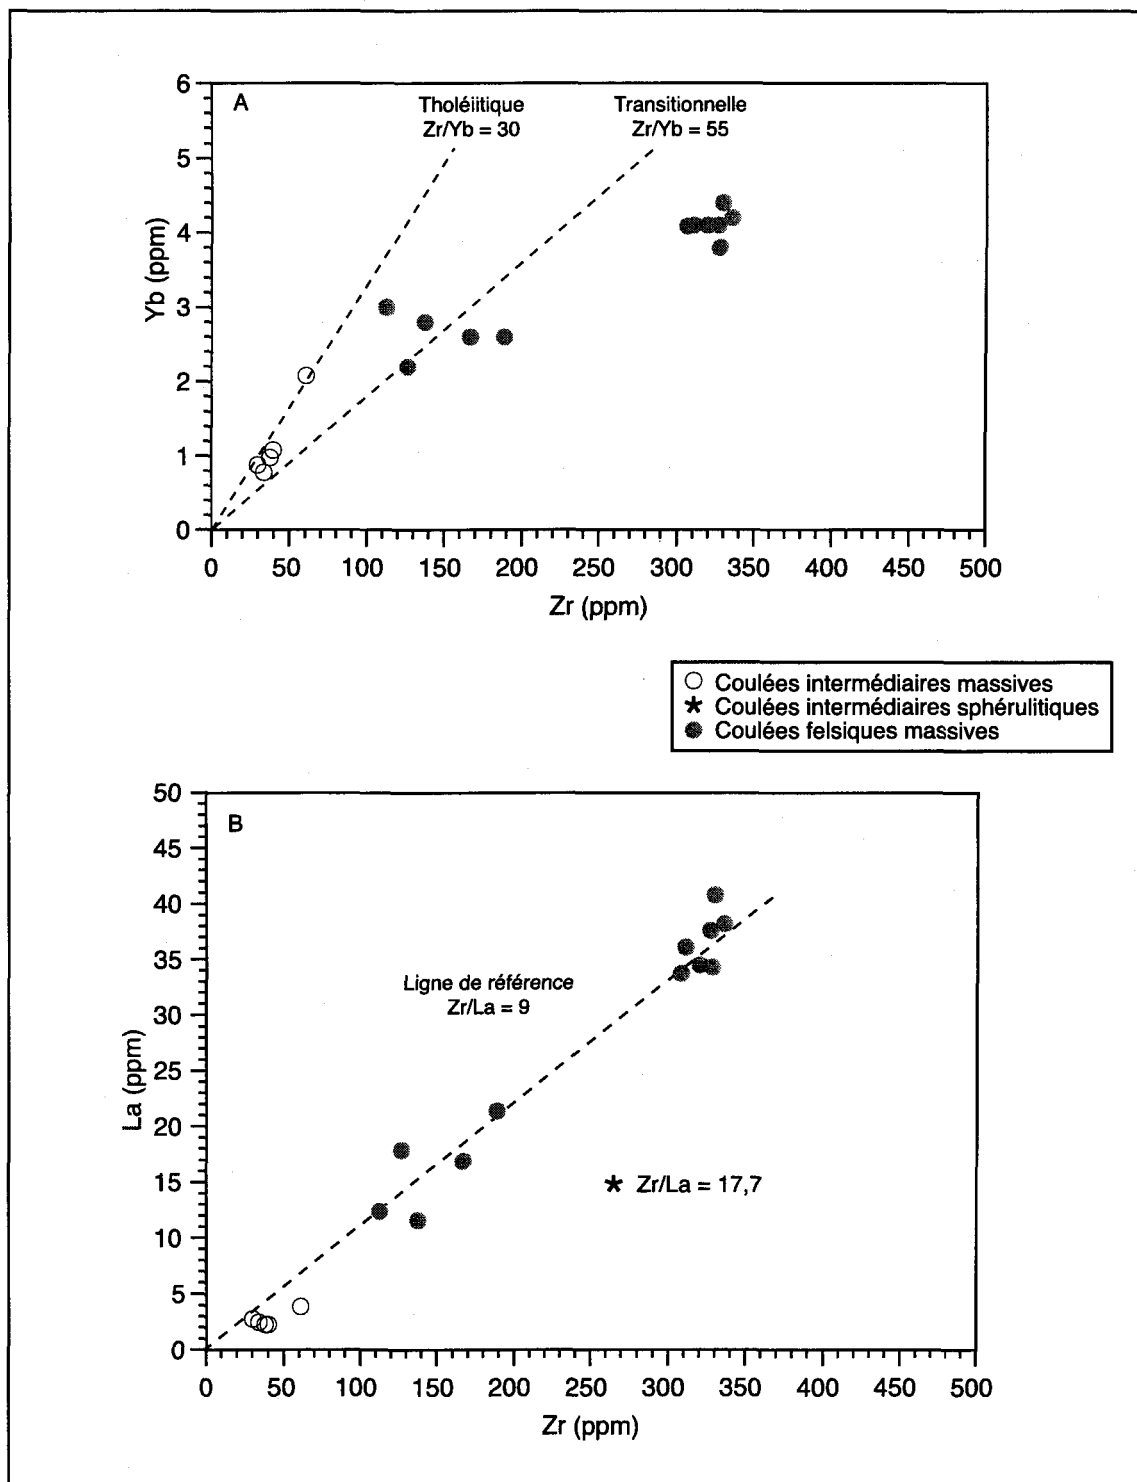 A
Tholéiitique
Zr/Yb = 30
Transitionnelle
Zr/Yb = 55
6
5
4
3
2
1
0
Yb (ppm)
0 50 100 150 200 250 300 350 400 450 500
Zr (ppm)
Coulées intermédiaires massives
Coulées intermédiaires sphérulitiques
Coulées felsiques massives
B
50
45
40
35
30
25
20
15
10
5
0
La (ppm)
Ligne de référence
Zr/La = 9
Zr/La = 17,7
0 50 100 150 200 250 300 350 400 450 500
Zr (ppm)